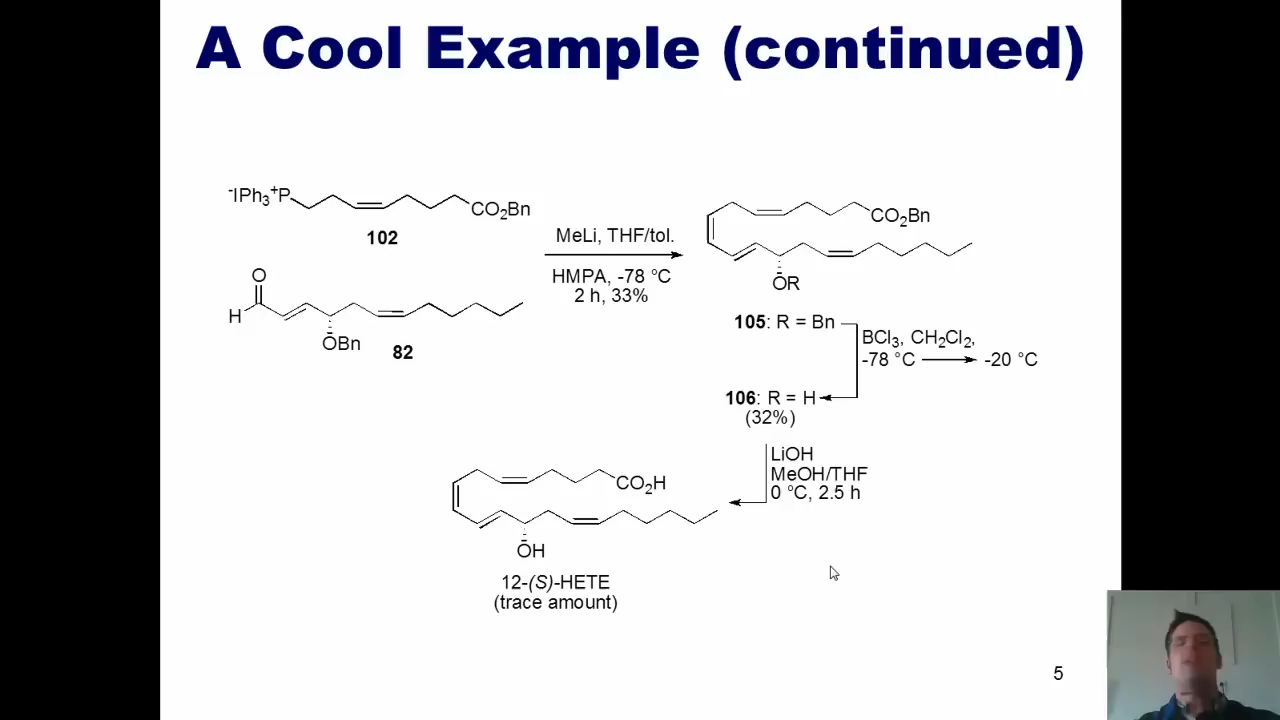 A Cool Example (continued)
-IPh3+P
CO2Bn
102
O
H
OBn
82
MeLi, THF/tol.
HMPA, -78 °C
2 h, 33%
CO2Bn
OR
105: R = Bn
BCl3, CH2Cl2,
-78 °C
-20 °C
106: R = H
(32%)
LiOH
MeOH/THF
0 °C, 2.5 h
CO2H
OH
12-(S)-HETE
(trace amount)
5